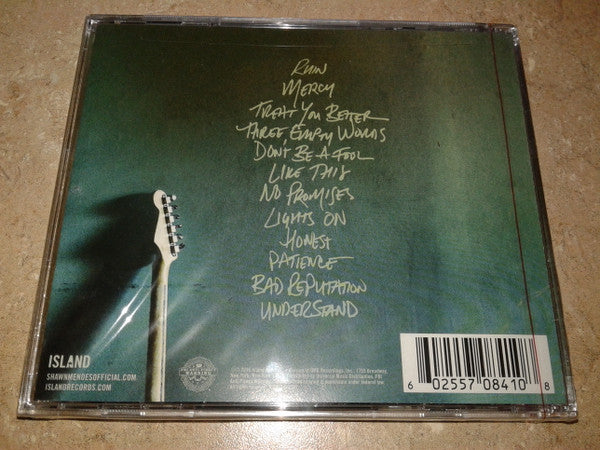 RUIN
MERCY
TREAT YOU BETTER
THREE EMPTY WORDS
DON'T BE A FOOL
LIKE THIS
NO PROMISES
LIGHTS ON
HONEST
PATIENCE
BAD REPUTATION
UNDERSTAND
ISLAND
SHAWNMENDESOFFICIAL.COM
ISLANDRECORDS.COM
6 02557 08410 8